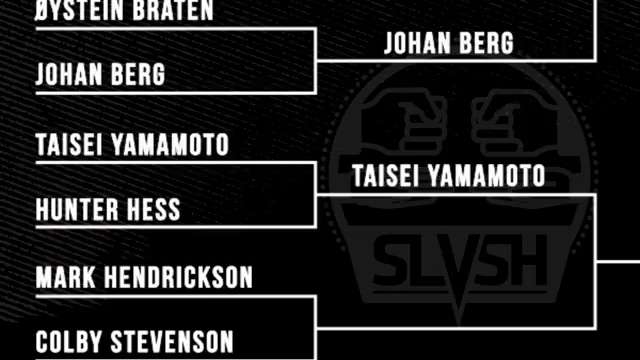 ØYSTEIN BRATEN
JOHAN BERG
JOHAN BERG
TAISEI YAMAMOTO
TAISEI YAMAMOTO
HUNTER HESS
MARK HENDRICKSON
COLBY STEVENSON
SLVSH